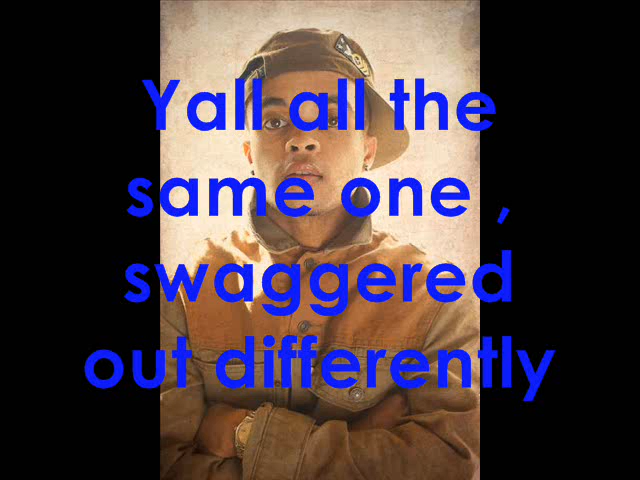 Yall all the
same one ,
swaggered
out differently